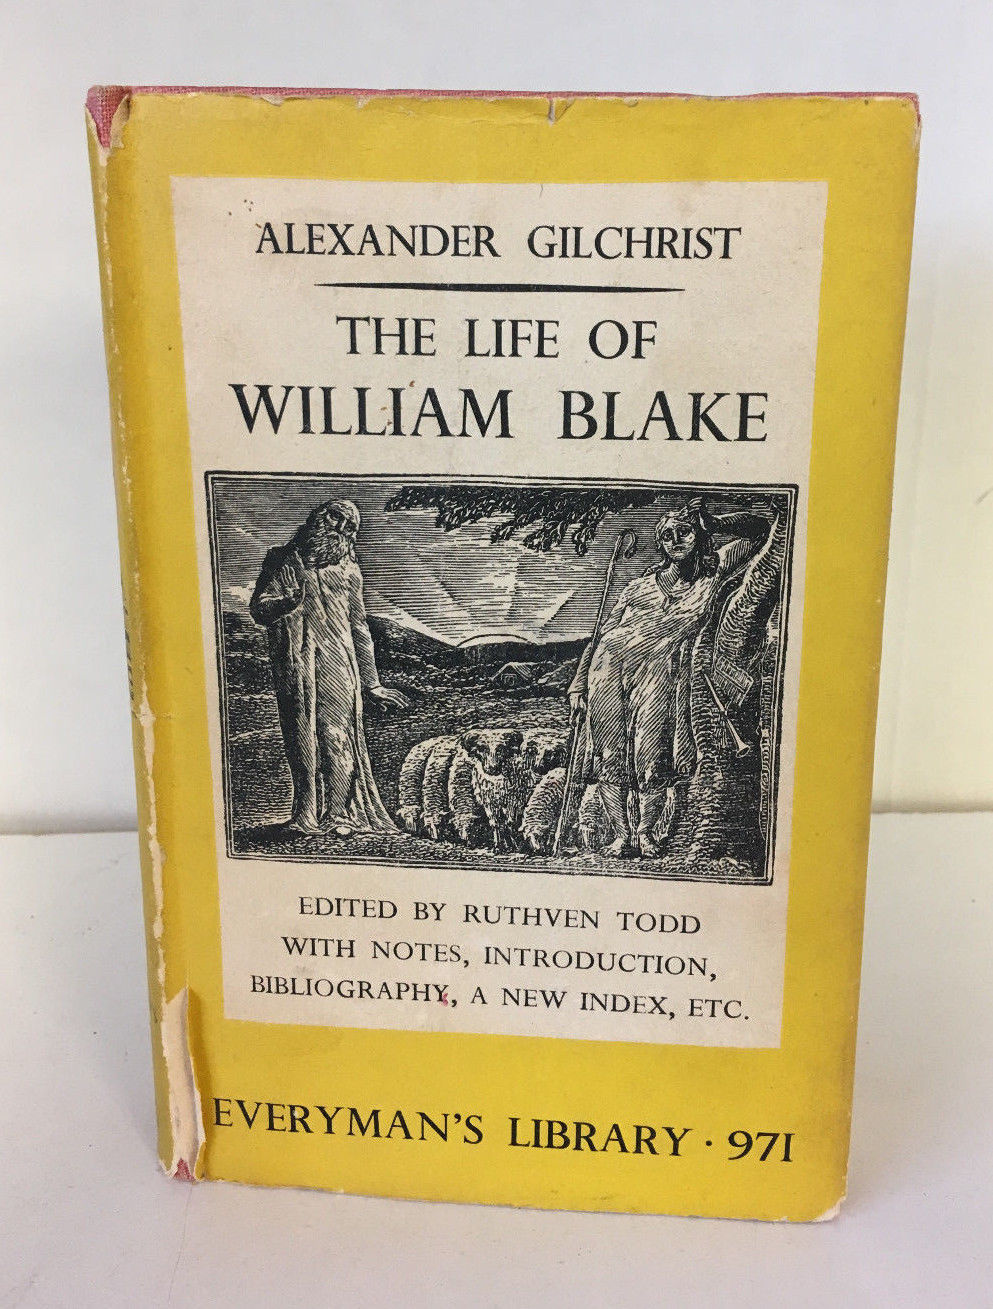 ALEXANDER GILCHRIST
THE LIFE OF
WILLIAM BLAKE
EDITED BY RUTHVEN TODD
WITH NOTES, INTRODUCTION,
BIBLIOGRAPHY, A NEW INDEX, ETC.
EVERYMAN'S LIBRARY · 971